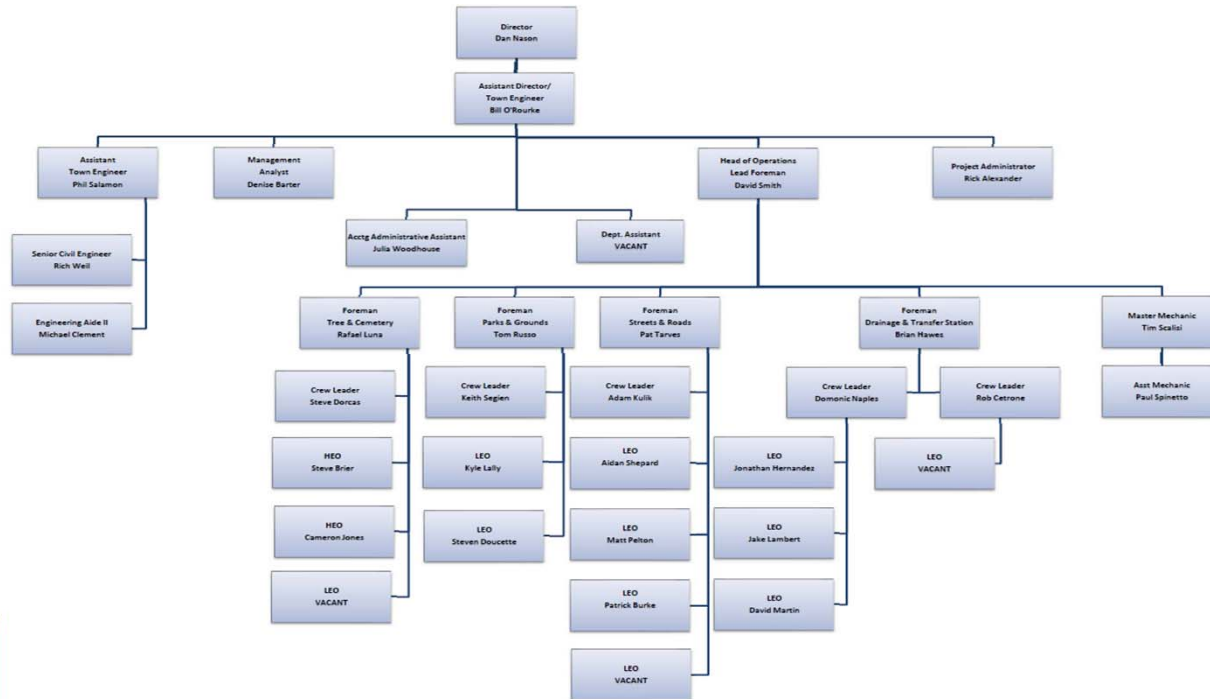 Director
Dan Nason
Assistant Director/
Town Engineer
Bill O'Rourke
Assistant
Town Engineer
Phil Salamon
Management
Analyst
Denise Barter
Head of Operations
Lead Foreman
David Smith
Project Administrator
Rick Alexander
Acctg Administrative Assistant
Julia Woodhouse
Dept. Assistant
VACANT
Senior Civil Engineer
Rich Weil
Engineering Aide II
Michael Clement
Foreman
Tree & Cemetery
Rafael Luna
Foreman
Parks & Grounds
Tom Russo
Foreman
Streets & Roads
Pat Tarves
Foreman
Drainage & Transfer Station
Brian Hawes
Master Mechanic
Tim Scalisi
Crew Leader
Steve Dorcas
HEO
Steve Brier
HEO
Cameron Jones
LEO
VACANT
Crew Leader
Keith Segien
LEO
Kyle Lally
LEO
Steven Doucette
Crew Leader
Adam Kulik
LEO
Aidan Shepard
LEO
Matt Pelton
LEO
Patrick Burke
LEO
VACANT
Crew Leader
Domonic Naples
LEO
Jonathan Hernandez
LEO
Jake Lambert
LEO
David Martin
Crew Leader
Rob Cetrone
LEO
VACANT
Asst Mechanic
Paul Spinetto